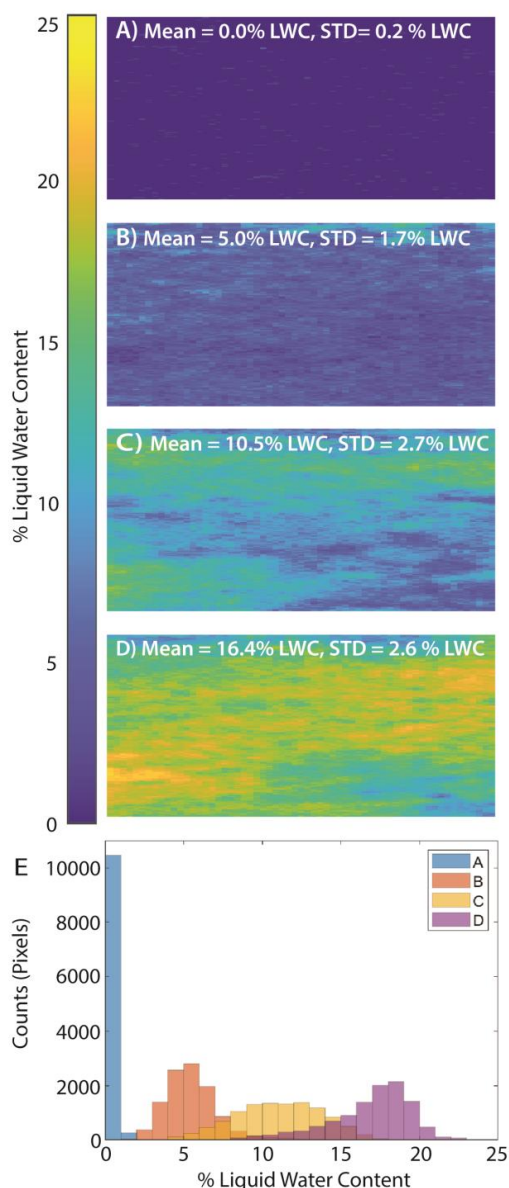 25
20
15
10
5
0
% Liquid Water Content
A) Mean = 0.0% LWC, STD= 0.2 % LWC
B) Mean = 5.0% LWC, STD = 1.7% LWC
C) Mean = 10.5% LWC, STD = 2.7% LWC
D) Mean = 16.4% LWC, STD = 2.6 % LWC
E
A
B
C
D
10000
8000
6000
4000
2000
0
Counts (Pixels)
0 5 10 15 20 25
% Liquid Water Content